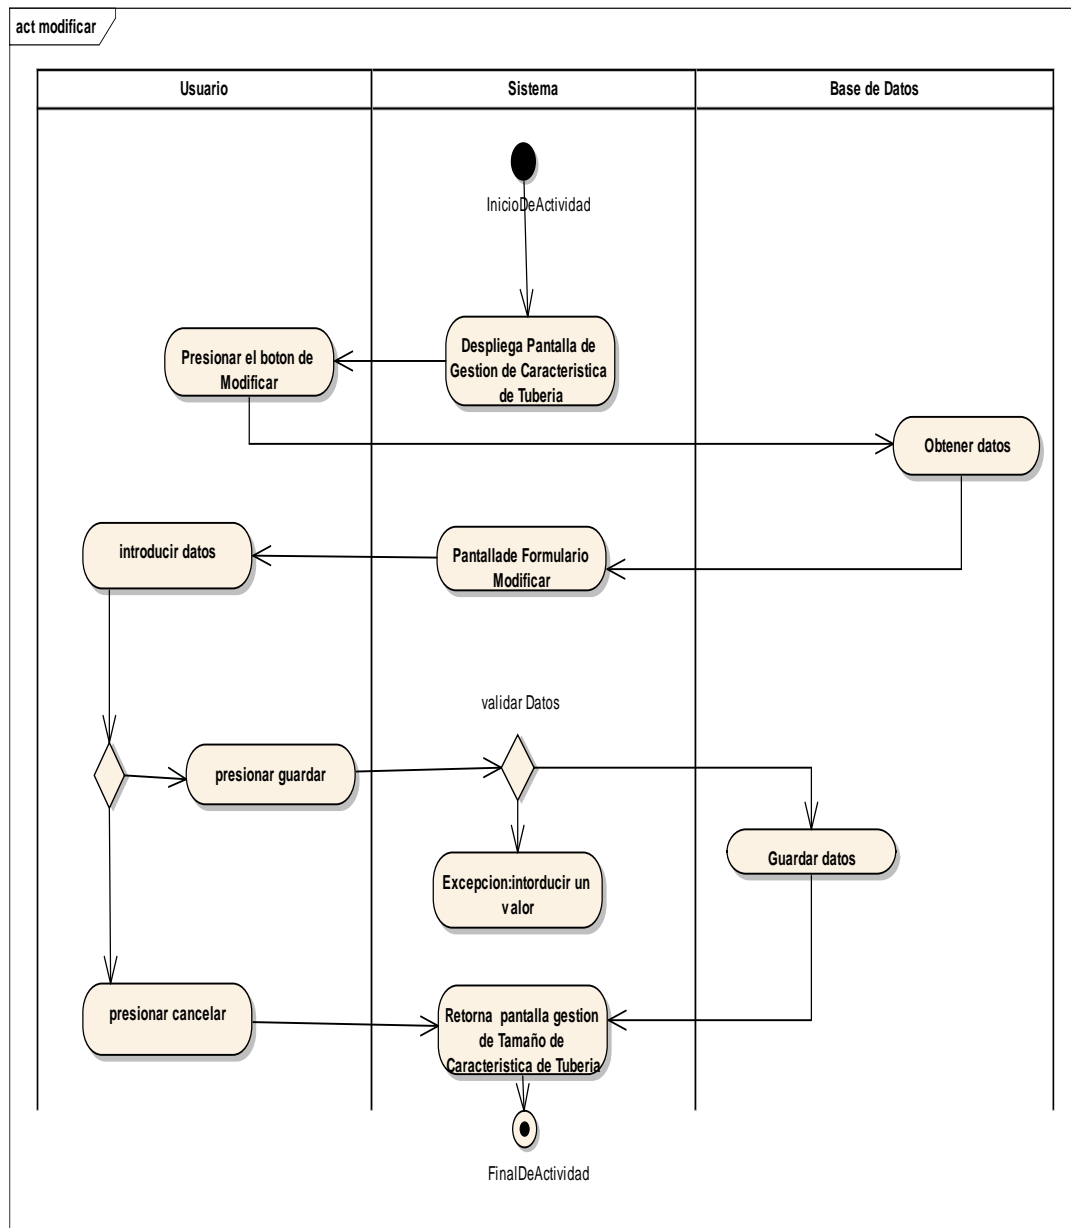 act modificar
Usuario
Sistema
Base de Datos
InicioDeActividad
Despliega Pantalla de
Gestion de Caracteristica
de Tuberia
Presionar el boton de
Modificar
Obtener datos
Pantallade Formulario
Modificar
introducir datos
validar Datos
presionar guardar
Excepcion:intorducir un
valor
Guardar datos
presionar cancelar
Retorna pantalla gestion
de Tamaño de
Caracteristica de Tuberia
FinalDeActividad